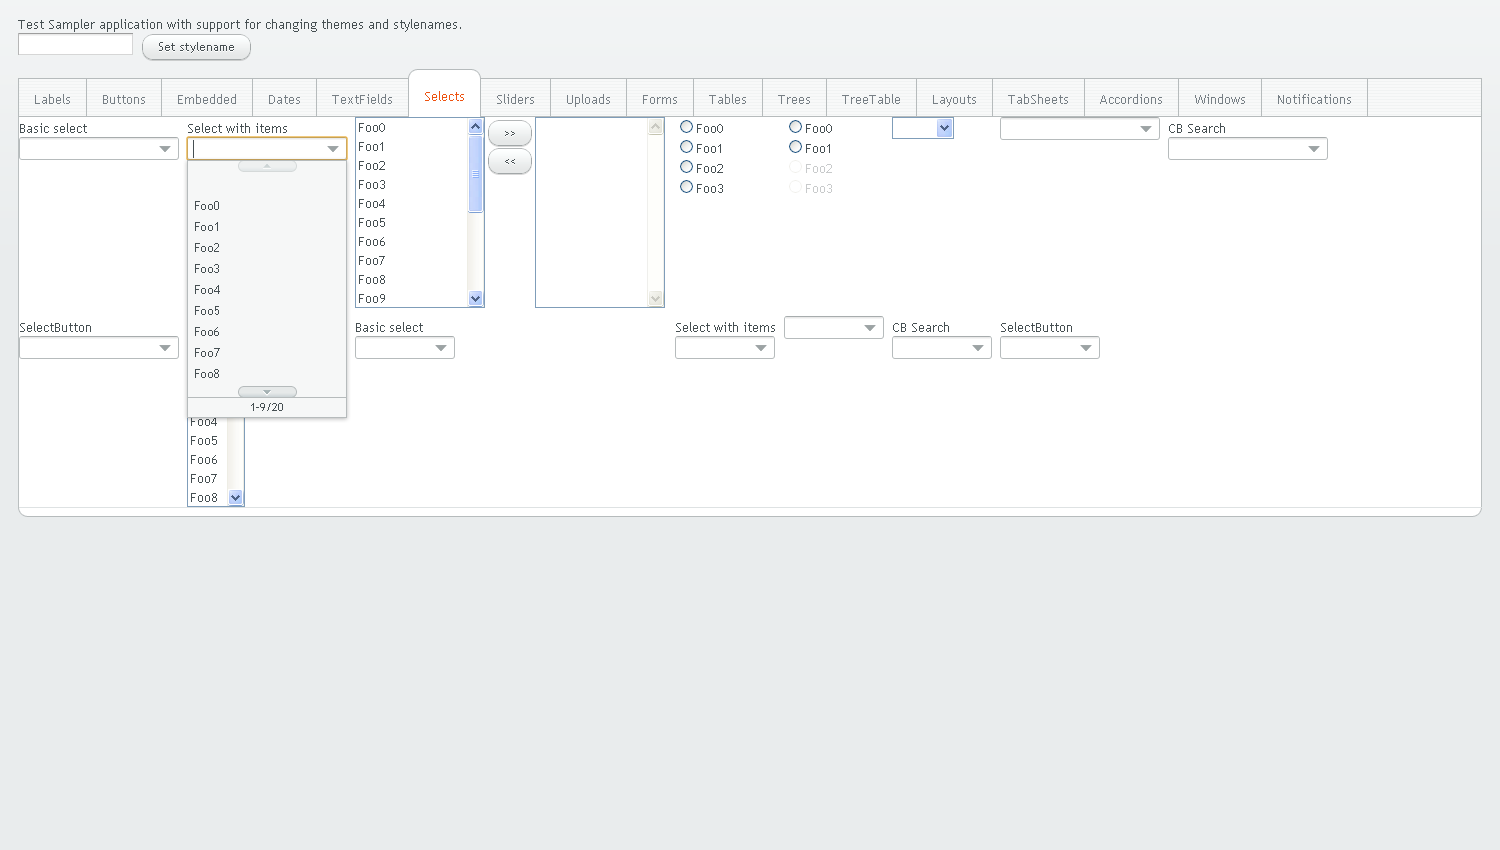 Test Sampler application with support for changing themes and stylenames.
Set stylename
Labels Buttons Embedded Dates TextFields Selects Sliders Uploads Forms Tables Trees TreeTable Layouts TabSheets Accordions Windows Notifications
Basic select
Select with items
Foo0
Foo1
Foo2
Foo3
Foo4
Foo5
Foo6
Foo7
Foo8
1-9/20
Foo0
Foo1
Foo2
Foo3
Foo4
Foo5
Foo6
Foo7
Foo8
Foo9
>>
<<
Foo0
Foo1
Foo2
Foo3
Foo0
Foo1
Foo2
Foo3
CB Search
SelectButton
Foo4
Foo5
Foo6
Foo7
Foo8
Basic select
Select with items
CB Search
SelectButton